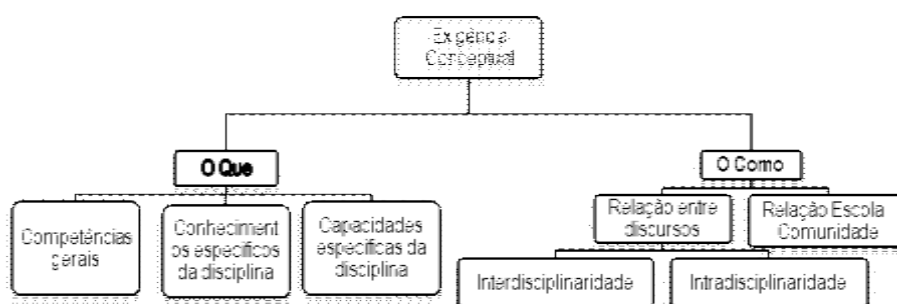 Exigência
Conceptual
O Que
O Como
Competências
gerais
Conheciment
os específicos
da disciplina
Capacidades
específicas da
disciplina
Relação entre
discursos
Relação Escola
Comunidade
Interdisciplinaridade
Intradisciplinaridade